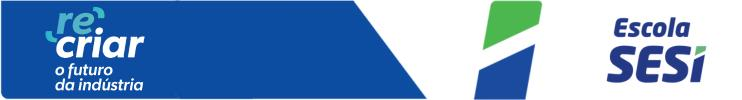 re
criar
o futuro
da indústria
Escola
SESI